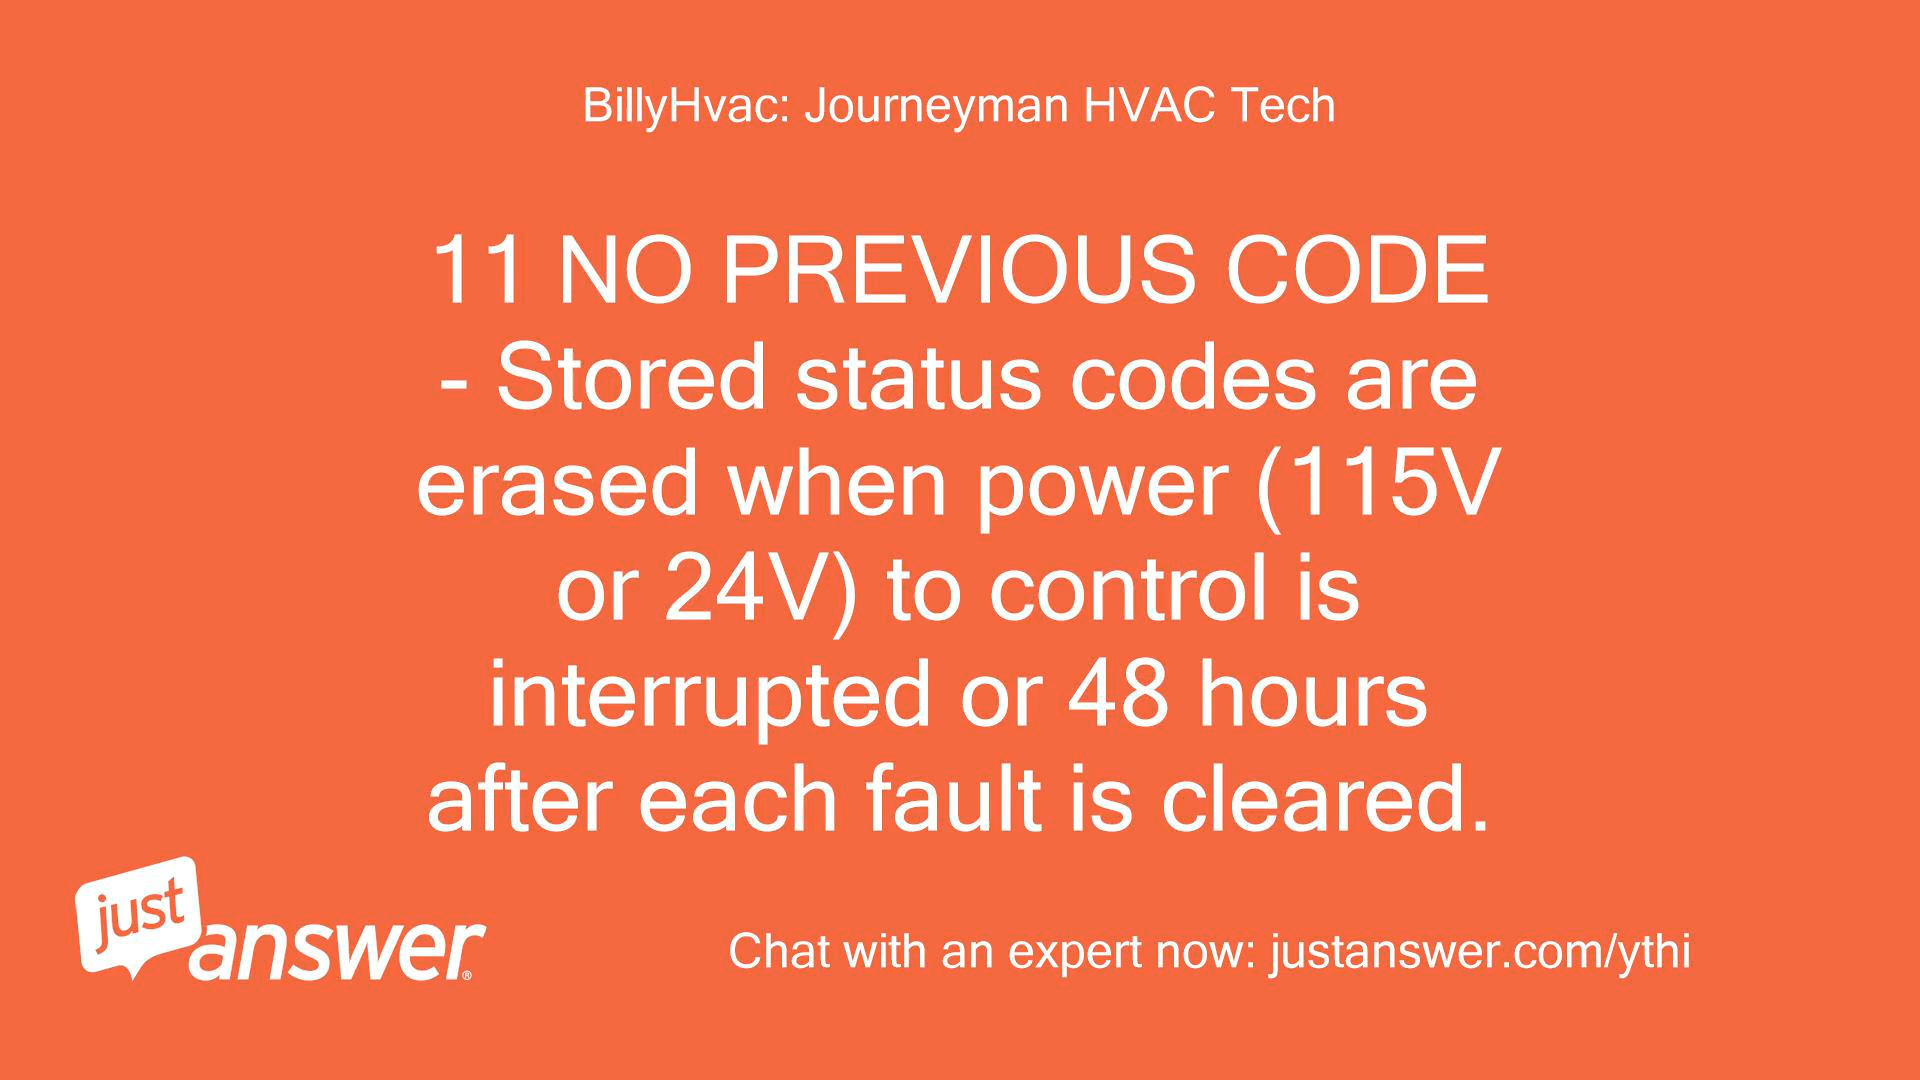 BillyHvac: Journeyman HVAC Tech
11 NO PREVIOUS CODE
- Stored status codes are
erased when power (115V
or 24V) to control is
interrupted or 48 hours
after each fault is cleared.
just
answer®
Chat with an expert now: justanswer.com/ythi